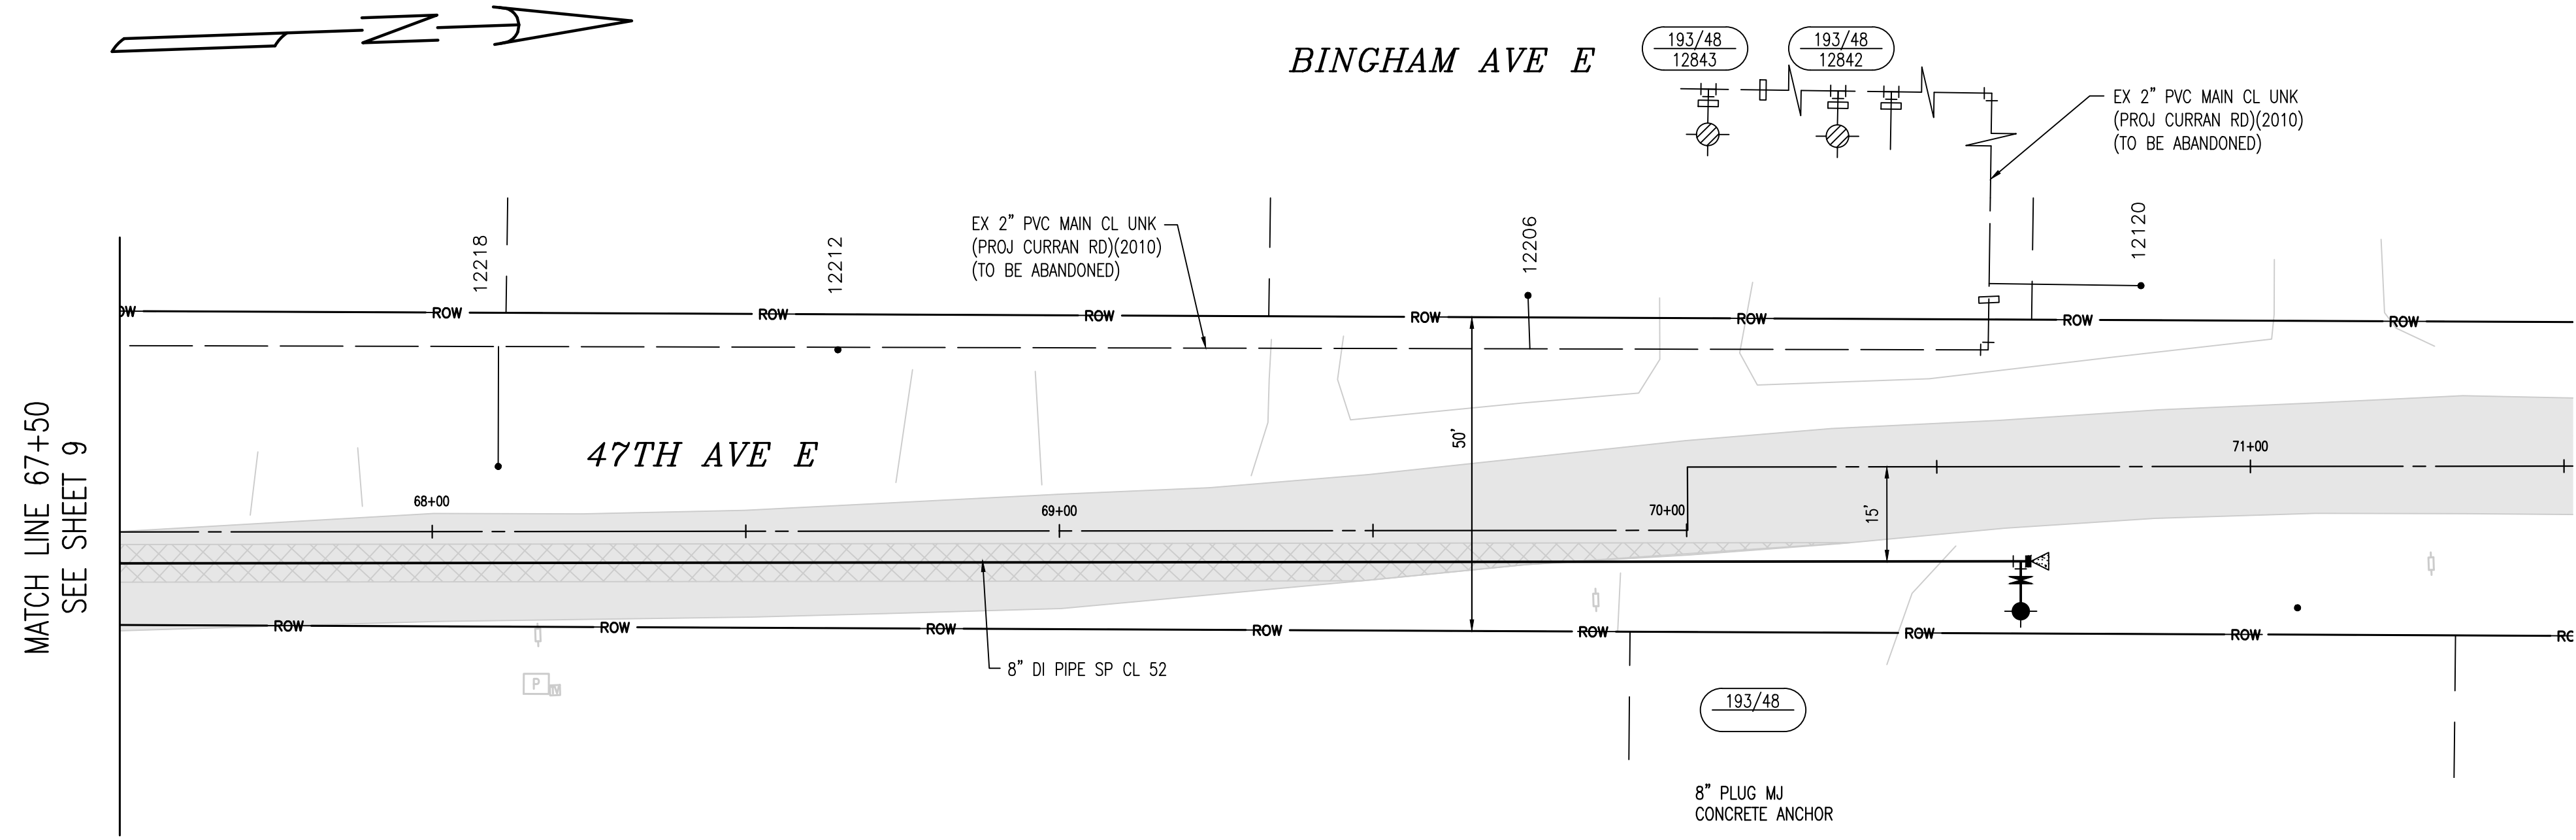 N
BINGHAM AVE E
193/48
12843
193/48
12842
EX 2" PVC MAIN CL UNK
(PROJ CURRAN RD)(2010)
(TO BE ABANDONED)
EX 2" PVC MAIN CL UNK
(PROJ CURRAN RD)(2010)
(TO BE ABANDONED)
12218
12212
12206
12120
OW
ROW
ROW
ROW
ROW
ROW
ROW
ROW
MATCH LINE 67+50
SEE SHEET 9
47TH AVE E
50'
15'
68+00
69+00
70+00
71+00
ROW
ROW
ROW
ROW
ROW
ROW
ROW
RO
8" DI PIPE SP CL 52
P
193/48
8" PLUG MJ
CONCRETE ANCHOR